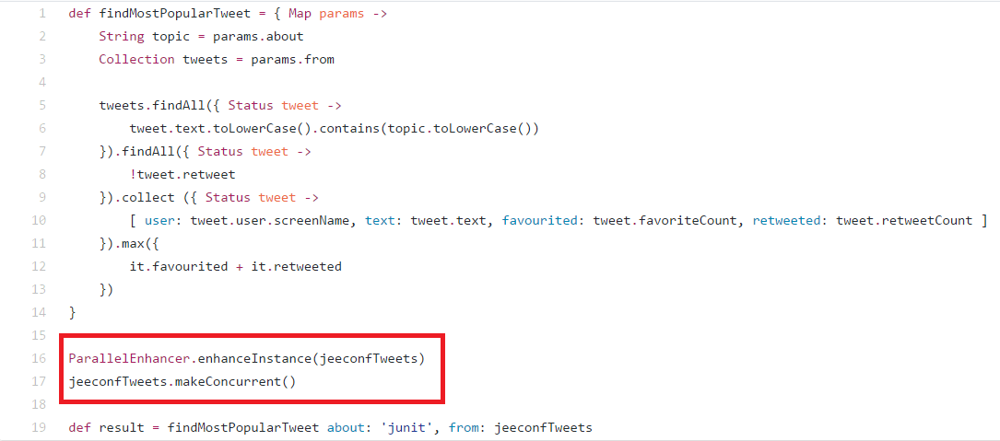 1 def findMostPopularTweet = { Map params ->
2     String topic = params.about
3     Collection tweets = params.from
4
5     tweets.findAll({ Status tweet ->
6         tweet.text.toLowerCase().contains(topic.toLowerCase())
7     }).findAll({ Status tweet ->
8         !tweet.retweet
9     }).collect ({ Status tweet ->
10         [ user: tweet.user.screenName, text: tweet.text, favourited: tweet.favoriteCount, retweeted: tweet.retweetCount ]
11     }).max({
12         it.favourited + it.retweeted
13     })
14 }
15
16 ParallelEnhancer.enhanceInstance(jeeconfTweets)
17 jeeconfTweets.makeConcurrent()
18
19 def result = findMostPopularTweet about: 'junit', from: jeeconfTweets